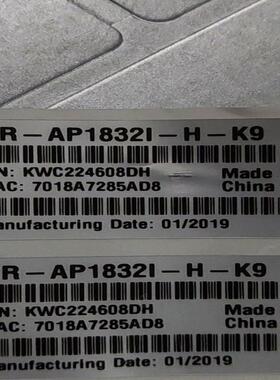 R-AP1832I-H-K9
N: KWC224608DH Made
AC: 7018A7285AD8 China
anufacturing Date: 01/2019
R-AP1832I-H-K9
N: KWC224608DH Made
AC: 7018A7285AD8 China
anufacturing Date: 01/2019